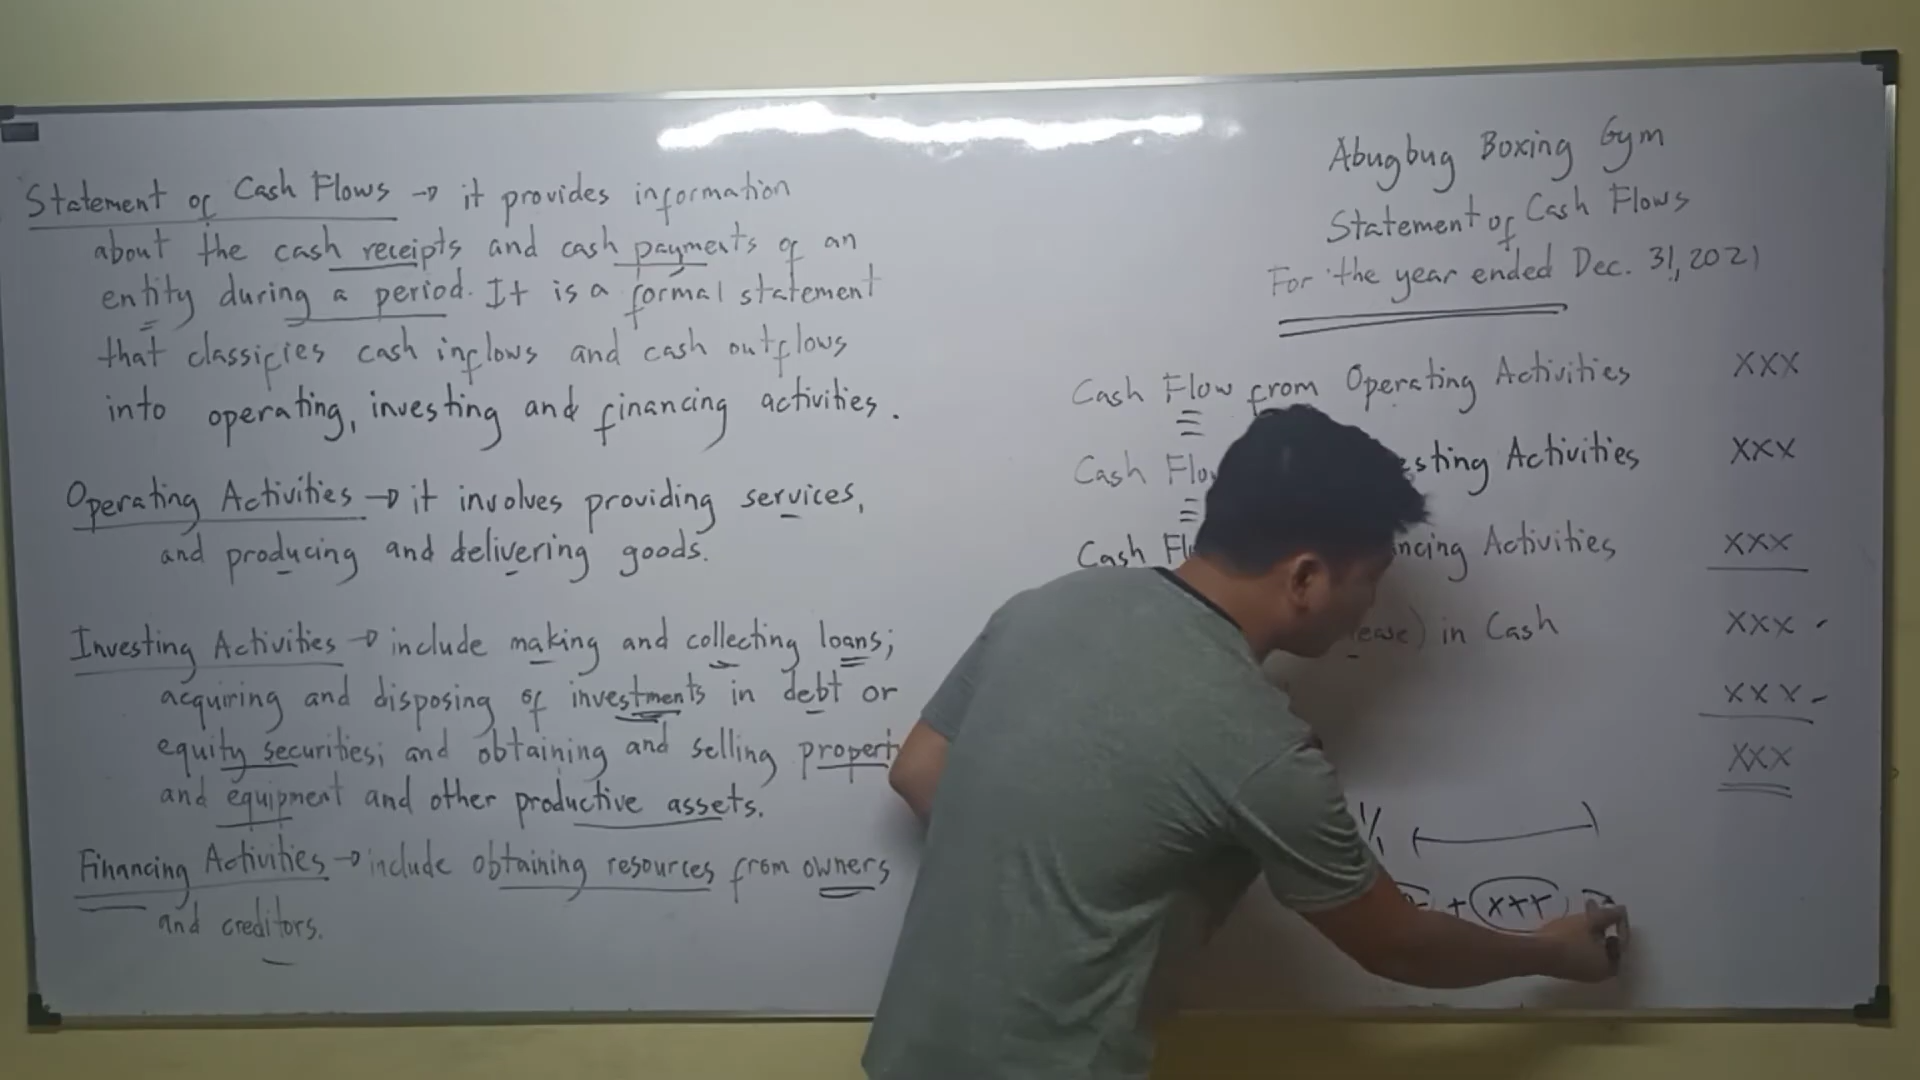 Statement of Cash Flows → it provides information
about the cash receipts and cash payments of an
entity during a period. It is a formal statement
that classifies cash inflows and cash outflows
into operating, investing and financing activities.
Operating Activities → it involves providing services,
and producing and delivering goods.
Investing Activities → include making and collecting loans;
acquiring and disposing of investments in debt or
equity securities; and obtaining and selling propert
and equipment and other productive assets.
Financing Activities → include obtaining resources from owners
and creditors.
Abugbug Boxing Gym
Statement of Cash Flows
For the year ended Dec. 31, 2021
Cash Flow from Operating Activities XXX
Cash Flo esting Activities XXX
Cash Fl ncing Activities XXX
ease) in Cash XXX
XXX
XXX
1/1
+ xxx